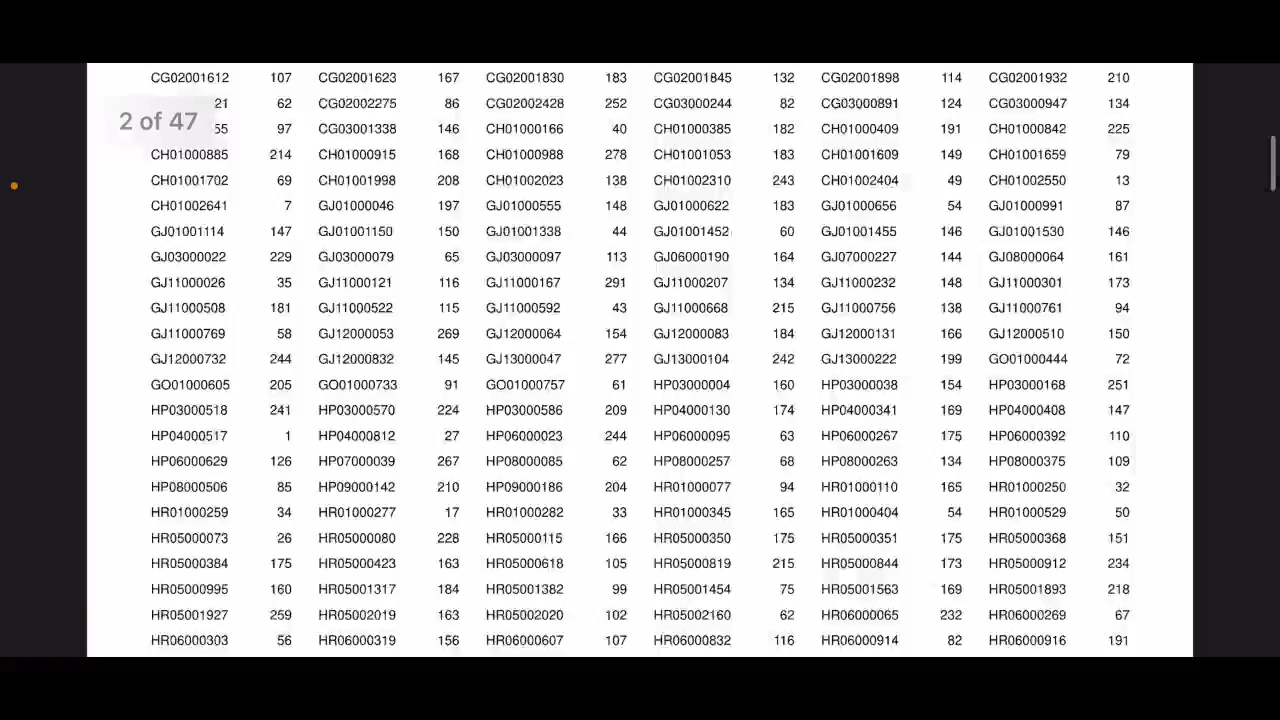 CG02001612 107 CG02001623 167 CG02001830 183 CG02001845 132 CG02001898 114 CG02001932 210
21 62 CG02002275 86 CG02002428 252 CG03000244 82 CG03000891 124 CG03000947 134
2 of 47
55 97 CG03001338 146 CH01000166 40 CH01000385 182 CH01000409 191 CH01000842 225
CH01000885 214 CH01000915 168 CH01000988 278 CH01001053 183 CH01001609 149 CH01001659 79
CH01001702 69 CH01001998 208 CH01002023 138 CH01002310 243 CH01002404 49 CH01002550 13
CH01002641 7 GJ01000046 197 GJ01000555 148 GJ01000622 183 GJ01000656 54 GJ01000991 87
GJ01001114 147 GJ01001150 150 GJ01001338 44 GJ01001452 60 GJ01001455 146 GJ01001530 146
GJ03000022 229 GJ03000079 65 GJ03000097 113 GJ06000190 164 GJ07000227 144 GJ08000064 161
GJ11000026 35 GJ11000121 116 GJ11000167 291 GJ11000207 134 GJ11000232 148 GJ11000301 173
GJ11000508 181 GJ11000522 115 GJ11000592 43 GJ11000668 215 GJ11000756 138 GJ11000761 94
GJ11000769 58 GJ12000053 269 GJ12000064 154 GJ12000083 184 GJ12000131 166 GJ12000510 150
GJ12000732 244 GJ12000832 145 GJ13000047 277 GJ13000104 242 GJ13000222 199 GO01000444 72
GO01000605 205 GO01000733 91 GO01000757 61 HP03000004 160 HP03000038 154 HP03000168 251
HP03000518 241 HP03000570 224 HP03000586 209 HP04000130 174 HP04000341 169 HP04000408 147
HP04000517 1 HP04000812 27 HP06000023 244 HP06000095 63 HP06000267 175 HP06000392 110
HP06000629 126 HP07000039 267 HP08000085 62 HP08000257 68 HP08000263 134 HP08000375 109
HP08000506 85 HP09000142 210 HP09000186 204 HR01000077 94 HR01000110 165 HR01000250 32
HR01000259 34 HR01000277 17 HR01000282 33 HR01000345 165 HR01000404 54 HR01000529 50
HR05000073 26 HR05000080 228 HR05000115 166 HR05000350 175 HR05000351 175 HR05000368 151
HR05000384 175 HR05000423 163 HR05000618 105 HR05000819 215 HR05000844 173 HR05000912 234
HR05000995 160 HR05001317 184 HR05001382 99 HR05001454 75 HR05001563 169 HR05001893 218
HR05001927 259 HR05002019 163 HR05002020 102 HR05002160 62 HR06000065 232 HR06000269 67
HR06000303 56 HR06000319 156 HR06000607 107 HR06000832 116 HR06000914 82 HR06000916 191